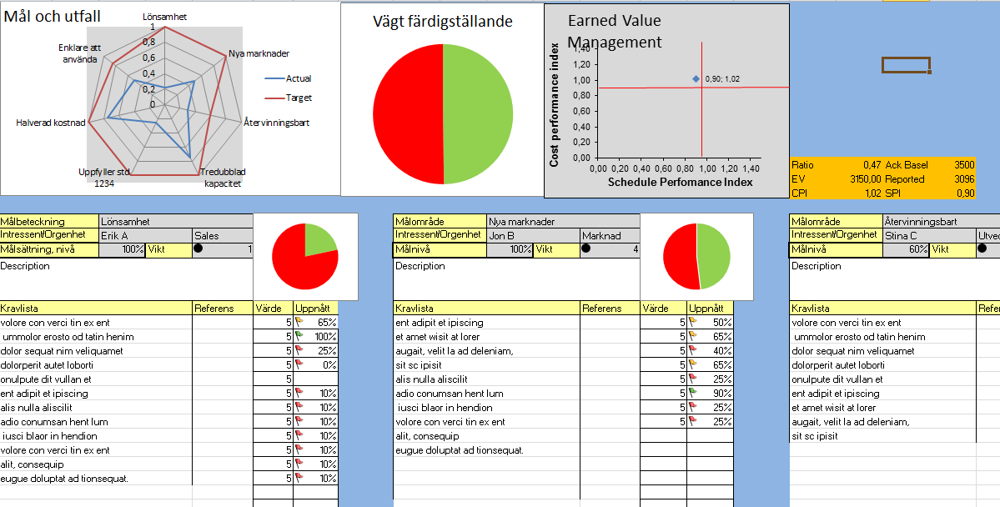 Mål och utfall
Lönsamhet
Nya marknader
Återvinningsbart
Tredubblad
kapacitet
Uppfyller std
1234
Halverad kostnad
Enklare att
använda
1
0,8
0,6
0,4
0,2
0
Actual
Target
Vägt färdigställande
Earned Value
Management
Cost performance index
1,40
1,20
1,00
0,80
0,60
0,40
0,20
0,00
0,90; 1,02
0,00 0,20 0,40 0,60 0,80 1,00 1,20 1,40
Schedule Perfomance Index
Ratio 0,47 Ack Basel 3500
EV 3150,00 Reported 3096
CPI 1,02 SPI 0,90
Målbeteckning Lönsamhet
Intressent/Orgenhet Erik A Sales
Målsättning, nivå 100% Vikt 1
Description
Kravlista Referens Värde Uppnått
volore con verci tin ex ent 5 65%
ummolor erosto od tatin henim 5 100%
dolor sequat nim veliquamet 5 25%
dolorperit autet loborti 5 0%
onulpute dit vullan et 5
ent adipit et ipiscing 5 10%
alis nulla aliscilit 5 10%
adio conumsan hent lum 5 10%
iusci blaor in hendion 5 10%
volore con verci tin ex ent 5 10%
alit, consequip 5 10%
eugue doluptat ad tionsequat. 5 10%
Målområde Nya marknader
Intressent/Orgenhet Jon B Marknad
Målnivå 100% Vikt 4
Description
Kravlista Referens Värde Uppnått
ent adipit et ipiscing 5 50%
et amet wisit at lorer 5 65%
augait, velit la ad deleniam, 5 40%
sit sc ipisit 5 65%
alis nulla aliscilit 5 25%
adio conumsan hent lum 5 90%
iusci blaor in hendion 5 25%
volore con verci tin ex ent 5 25%
alit, consequip
eugue doluptat ad tionsequat.
Målområde Återvinningsbart
Intressent/Orgenhet Stina C Utvec
Målnivå 60% Vikt
Description
Kravlista Refer
volore con verci tin ex ent
ummolor erosto od tatin henim
dolor sequat nim veliquamet
dolorperit autet loborti
onulpute dit vullan et
ent adipit et ipiscing
et amet wisit at lorer
augait, velit la ad deleniam,
sit sc ipisit